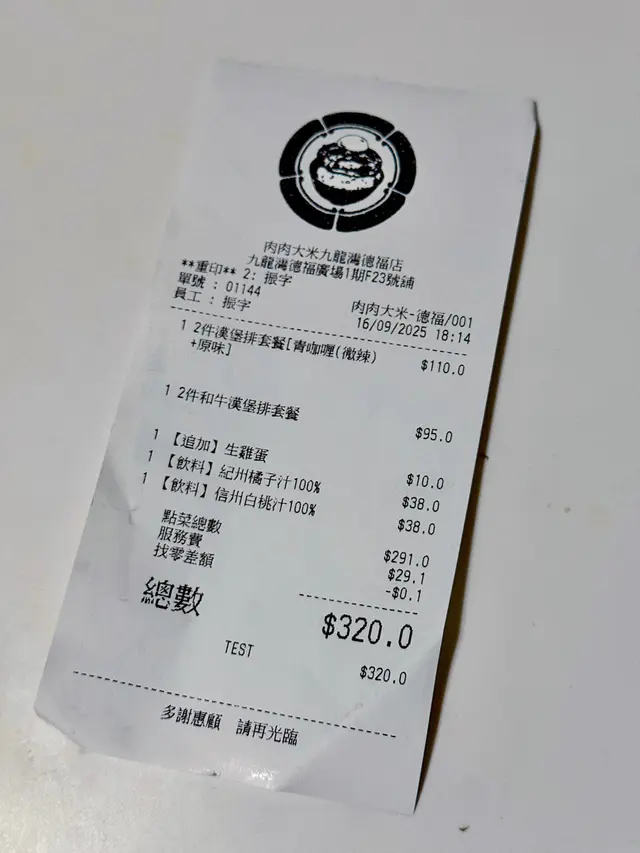 肉肉大米九龍灣德福店
九龍灣德福廣場1期F23號舖
**重印** 2: 振宇
單號 : 01144 肉肉大米-德福/001
員工 : 振宇 16/09/2025 18:14
1 2件漢堡排套餐[青咖喱(微辣) $110.0
+原味]
1 2件和牛漢堡排套餐 $95.0
1 【追加】生雞蛋 $10.0
1 【飲料】紀州橘子汁100% $38.0
1 【飲料】信州白桃汁100% $38.0
點菜總數 $291.0
服務費 $29.1
找零差額 -$0.1
總數 $320.0
TEST $320.0
多謝惠顧 請再光臨